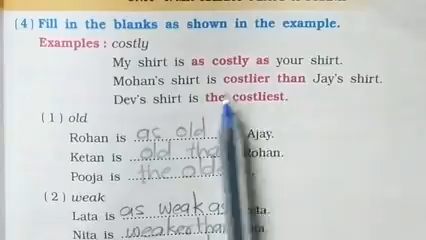 (4) Fill in the blanks as shown in the example.
Examples : costly
My shirt is as costly as your shirt.
Mohan's shirt is costlier than Jay's shirt.
Dev's shirt is the costliest.
(1) old
Rohan is as old Ajay.
Ketan is old Rohan.
Pooja is the
(2) weak
Lata is as weak as
Nita is weaker than